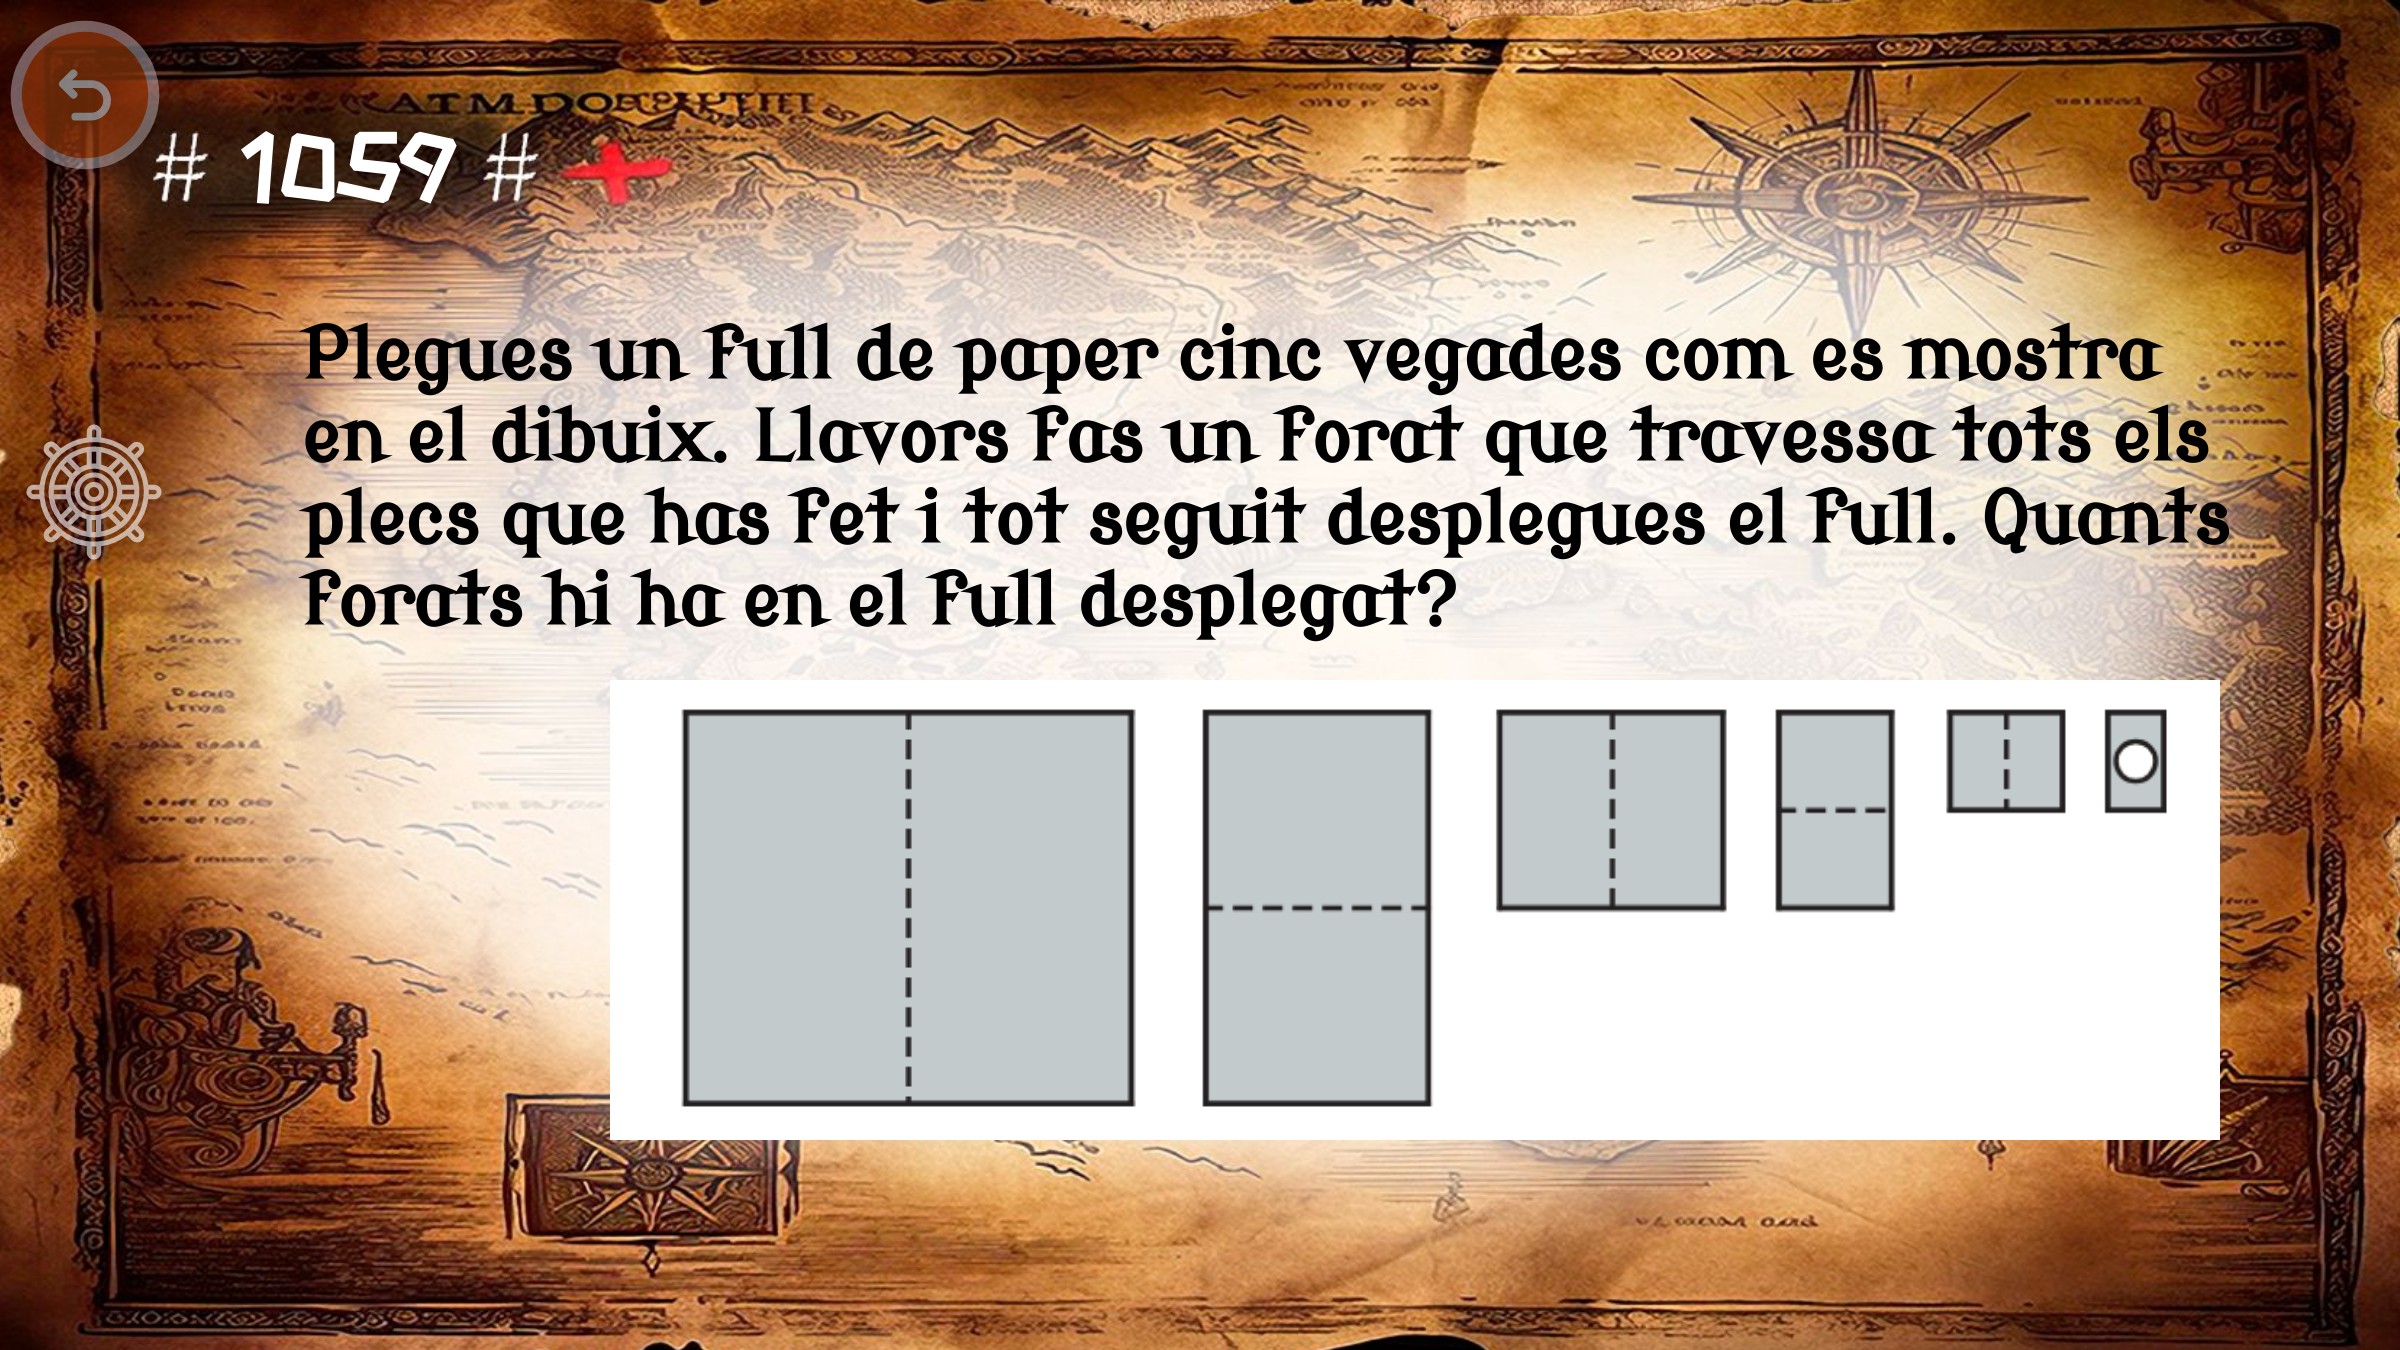 # 1059 #
Plegues un full de paper cinc vegades com es mostra
en el dibuix. Llavors fas un forat que travessa tots els
plecs que has fet i tot seguit desplegues el full. Quants
forats hi ha en el full desplegat?